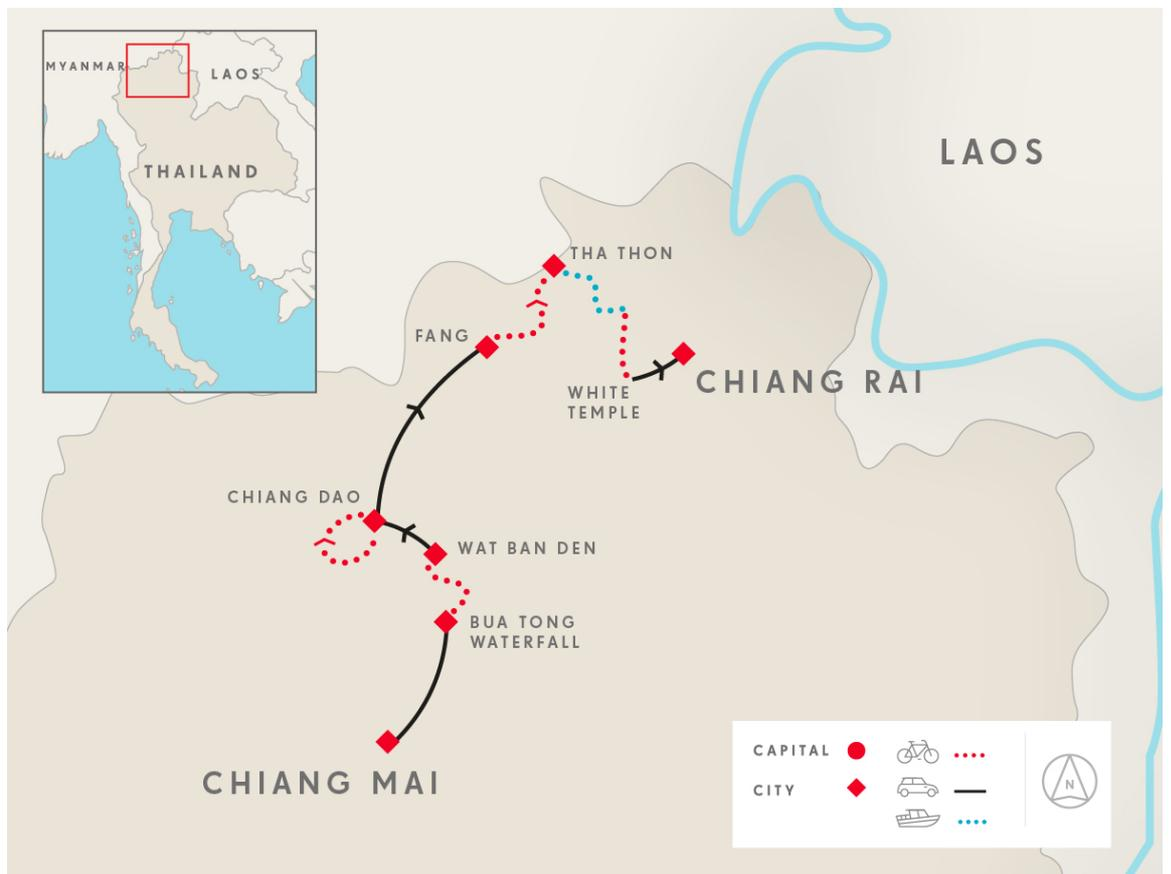 MYANMAR
LAOS
THAILAND
LAOS
THA THON
FANG
WHITE
TEMPLE
CHIANG RAI
CHIANG DAO
WAT BAN DEN
BUA TONG
WATERFALL
CHIANG MAI
CAPITAL
CITY
N